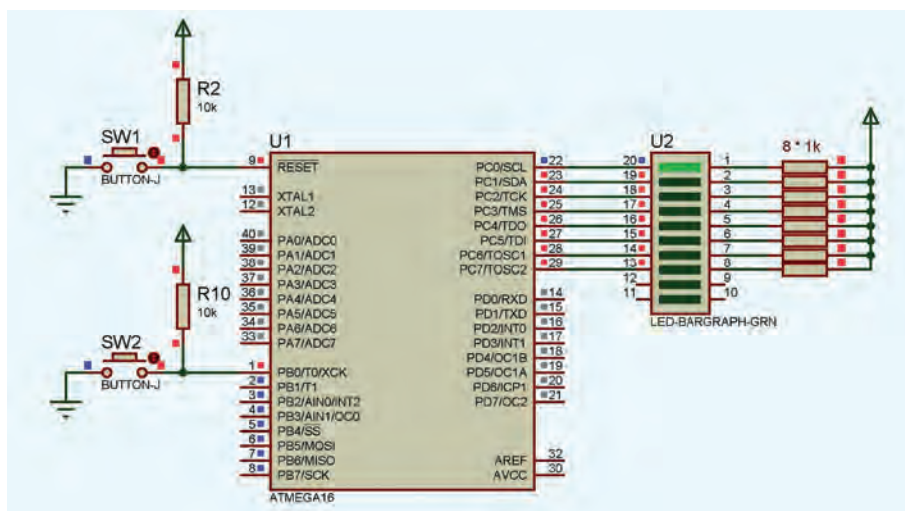 R2
10k
SW1
BUTTON-J
R10
10k
SW2
BUTTON-J
U1
9 RESET
13 XTAL1
12 XTAL2
40 PA0/ADC0
39 PA1/ADC1
38 PA2/ADC2
37 PA3/ADC3
36 PA4/ADC4
35 PA5/ADC5
34 PA6/ADC6
33 PA7/ADC7
1 PB0/T0/XCK
2 PB1/T1
3 PB2/AIN0/INT2
4 PB3/AIN1/OC0
5 PB4/SS
6 PB5/MOSI
7 PB6/MISO
8 PB7/SCK
PC0/SCL 22
PC1/SDA 23
PC2/TCK 24
PC3/TMS 25
PC4/TDO 26
PC5/TDI 27
PC6/TOSC1 28
PC7/TOSC2 29
PD0/RXD 14
PD1/TXD 15
PD2/INT0 16
PD3/INT1 17
PD4/OC1B 18
PD5/OC1A 19
PD6/ICP1 20
PD7/OC2 21
AREF 32
AVCC 30
ATMEGA16
U2
20 1
19 2
18 3
17 4
16 5
15 6
14 7
13 8
12 9
11 10
LED-BARGRAPH-GRN
8 * 1k